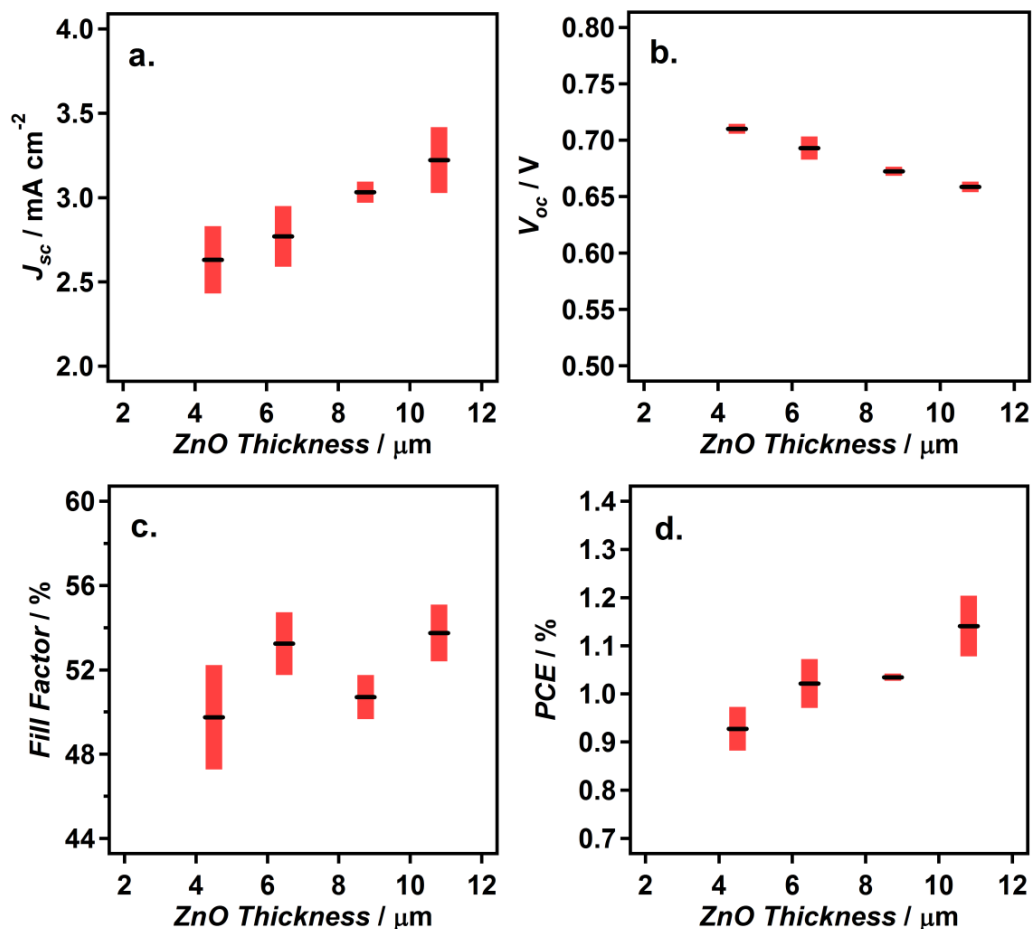 a.
4.0
3.5
3.0
2.5
2.0
J_sc / mA cm⁻²
2 4 6 8 10 12
ZnO Thickness / μm
b.
0.80
0.75
0.70
0.65
0.60
0.55
0.50
V_oc / V
2 4 6 8 10 12
ZnO Thickness / μm
c.
60
56
52
48
44
Fill Factor / %
2 4 6 8 10 12
ZnO Thickness / μm
d.
1.4
1.3
1.2
1.1
1.0
0.9
0.8
0.7
PCE / %
2 4 6 8 10 12
ZnO Thickness / μm